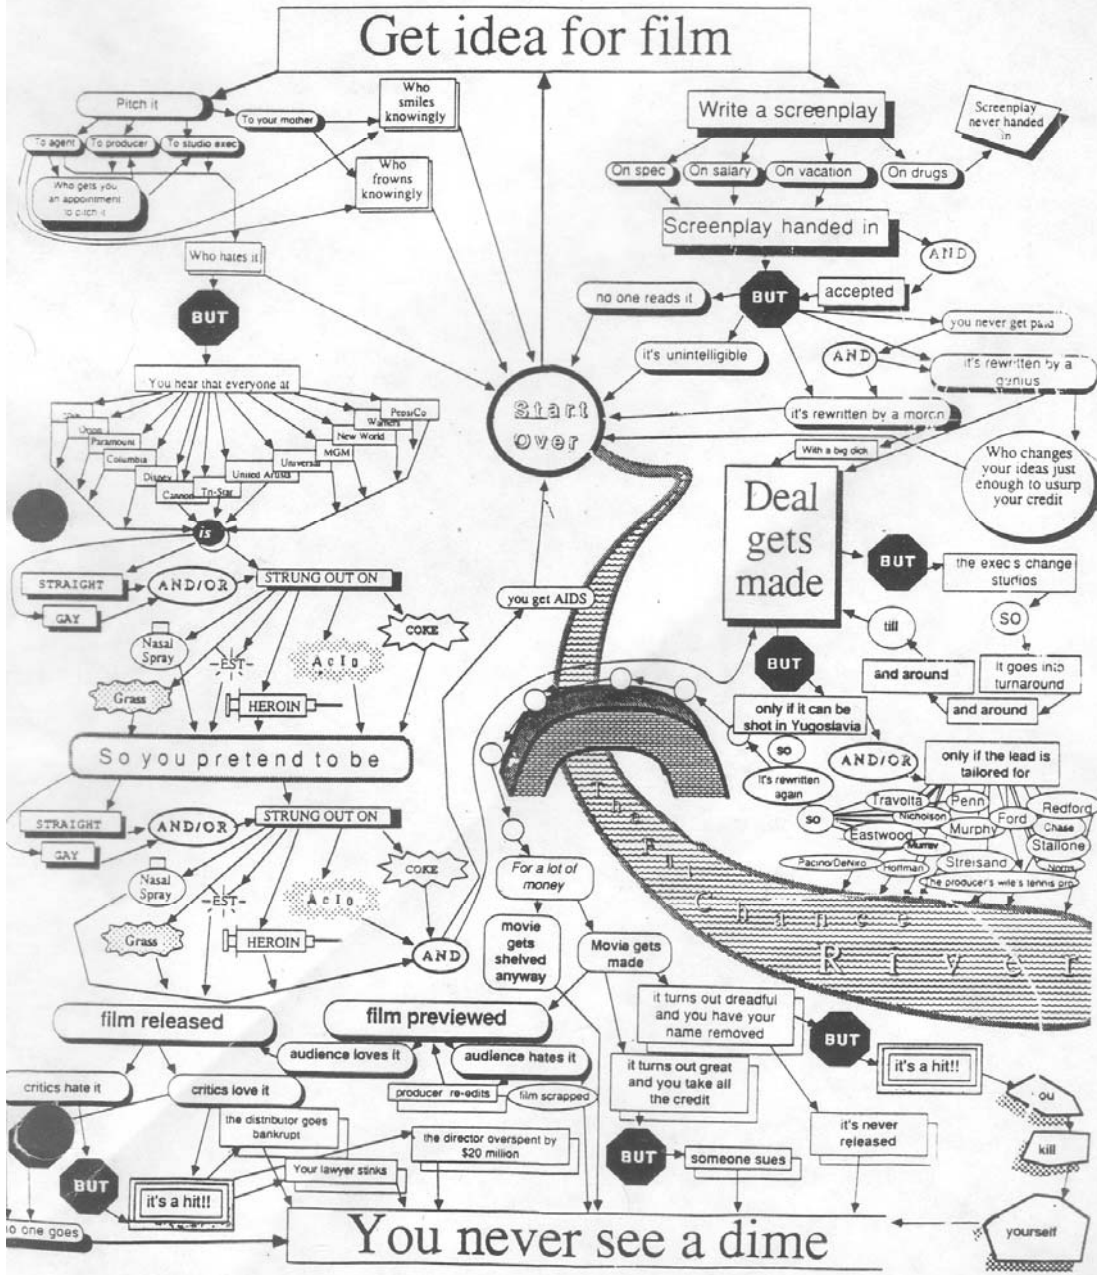 Get idea for film
Pitch it
To your mother
To agent
To producer
To studio exec
Who gets you
an appointment
to pitch it
Who
smiles
knowingly
Who
frowns
knowingly
Who hates it
BUT
You hear that everyone at
Orion
Paramount
Columbia
Disney
Cannon
Tri-Star
United Artists
Universal
MGM
New World
Warners
PepsiCo
is
STRAIGHT
GAY
AND/OR
STRUNG OUT ON
Nasal
Spray
EST
Acid
COKE
Grass
HEROIN
So you pretend to be
STRAIGHT
GAY
AND/OR
STRUNG OUT ON
Nasal
Spray
EST
Acid
COKE
Grass
HEROIN
AND
you get AIDS
Start
Over
Write a screenplay
Screenplay
never handed
in
On spec
On salary
On vacation
On drugs
Screenplay handed in
AND
accepted
BUT
no one reads it
it's unintelligible
you never get paid
AND
it's rewritten by a
genius
it's rewritten by a moron
With a big dick
Who changes
your ideas just
enough to usurp
your credit
Deal
gets
made
BUT
the execs change
studios
SO
It goes into
turnaround
and around
and around
till
BUT
only if it can be
shot in Yugoslavia
so
It's rewritten
again
AND/OR
only if the lead is
tailored for
so
Travolta
Nicholson
Penn
Ford
Redford
Chase
Eastwood
Murray
Murphy
Stallone
Pacino/DeNiro
Hoffman
Streisand
Norris
The producer's wife's tennis pro
The
Chance
River
For a lot of
money
movie
gets
shelved
anyway
Movie gets
made
it turns out dreadful
and you have your
name removed
BUT
it's a hit!!
it turns out great
and you take all
the credit
BUT
someone sues
it's never
released
film previewed
audience loves it
audience hates it
producer re-edits
film scrapped
film released
critics hate it
critics love it
BUT
it's a hit!!
the distributor goes
bankrupt
Your lawyer stinks
the director overspent by
$20 million
no one goes
ou
kill
yourself
You never see a dime